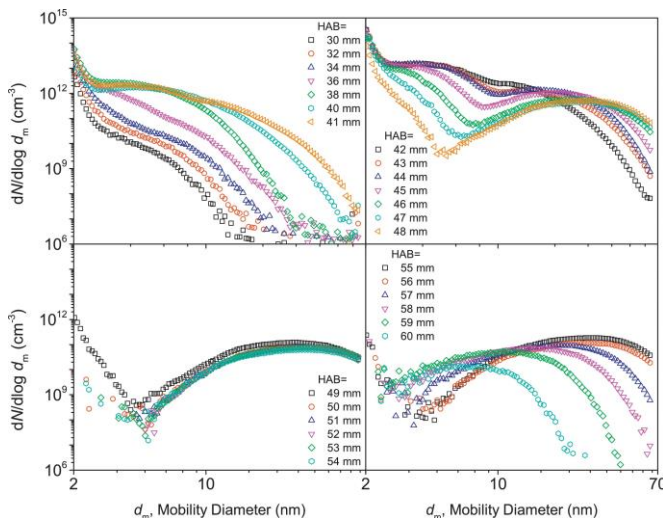 10¹⁵
10¹²
10⁹
10⁶
dN/dlog dₘ (cm⁻³)
HAB=
30 mm
32 mm
34 mm
36 mm
38 mm
40 mm
41 mm
HAB=
42 mm
43 mm
44 mm
45 mm
46 mm
47 mm
48 mm
10¹²
10¹⁰
10⁸
10⁶
dN/dlog dₘ (cm⁻³)
HAB=
49 mm
50 mm
51 mm
52 mm
53 mm
54 mm
HAB=
55 mm
56 mm
57 mm
58 mm
59 mm
60 mm
2 10 2 10 70
dₘ, Mobility Diameter (nm) dₘ, Mobility Diameter (nm)